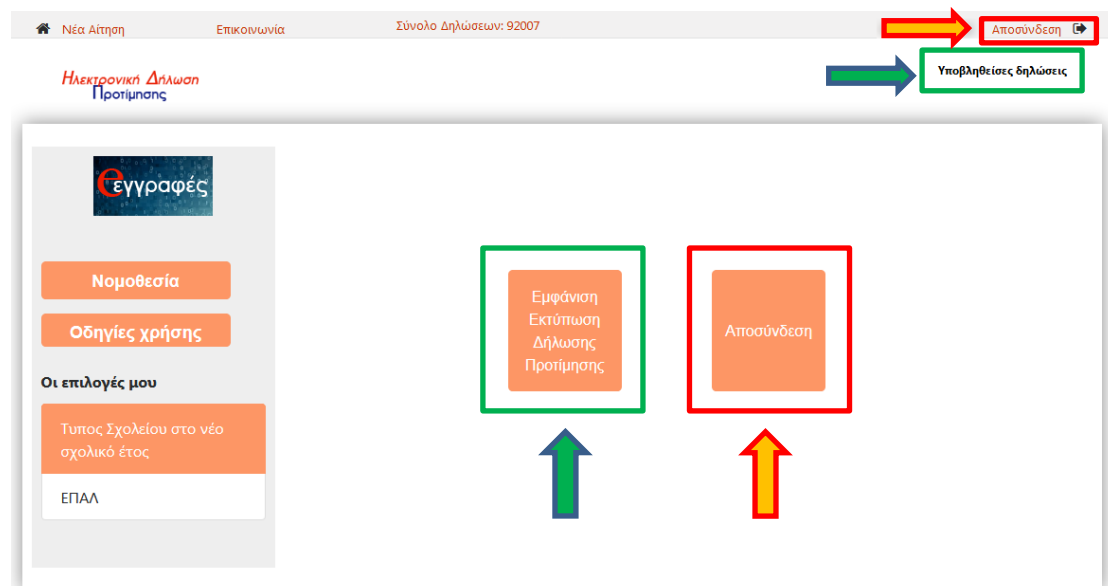 Νέα Αίτηση Επικοινωνία Σύνολο Δηλώσεων: 92007 Αποσύνδεση
Υποβληθείσες δηλώσεις
Ηλεκτρονική Δήλωση
Προτίμησης
eεγγραφές
Νομοθεσία
Οδηγίες χρήσης
Οι επιλογές μου
Τυπος Σχολείου στο νέο
σχολικό έτος
ΕΠΑΛ
Εμφάνιση
Εκτύπωση
Δήλωσης
Προτίμησης
Αποσύνδεση